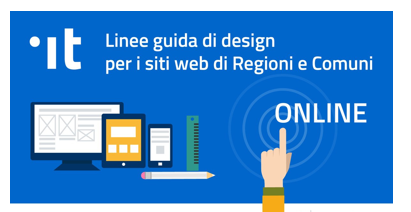 .it
Linee guida di design
per i siti web di Regioni e Comuni
ONLINE